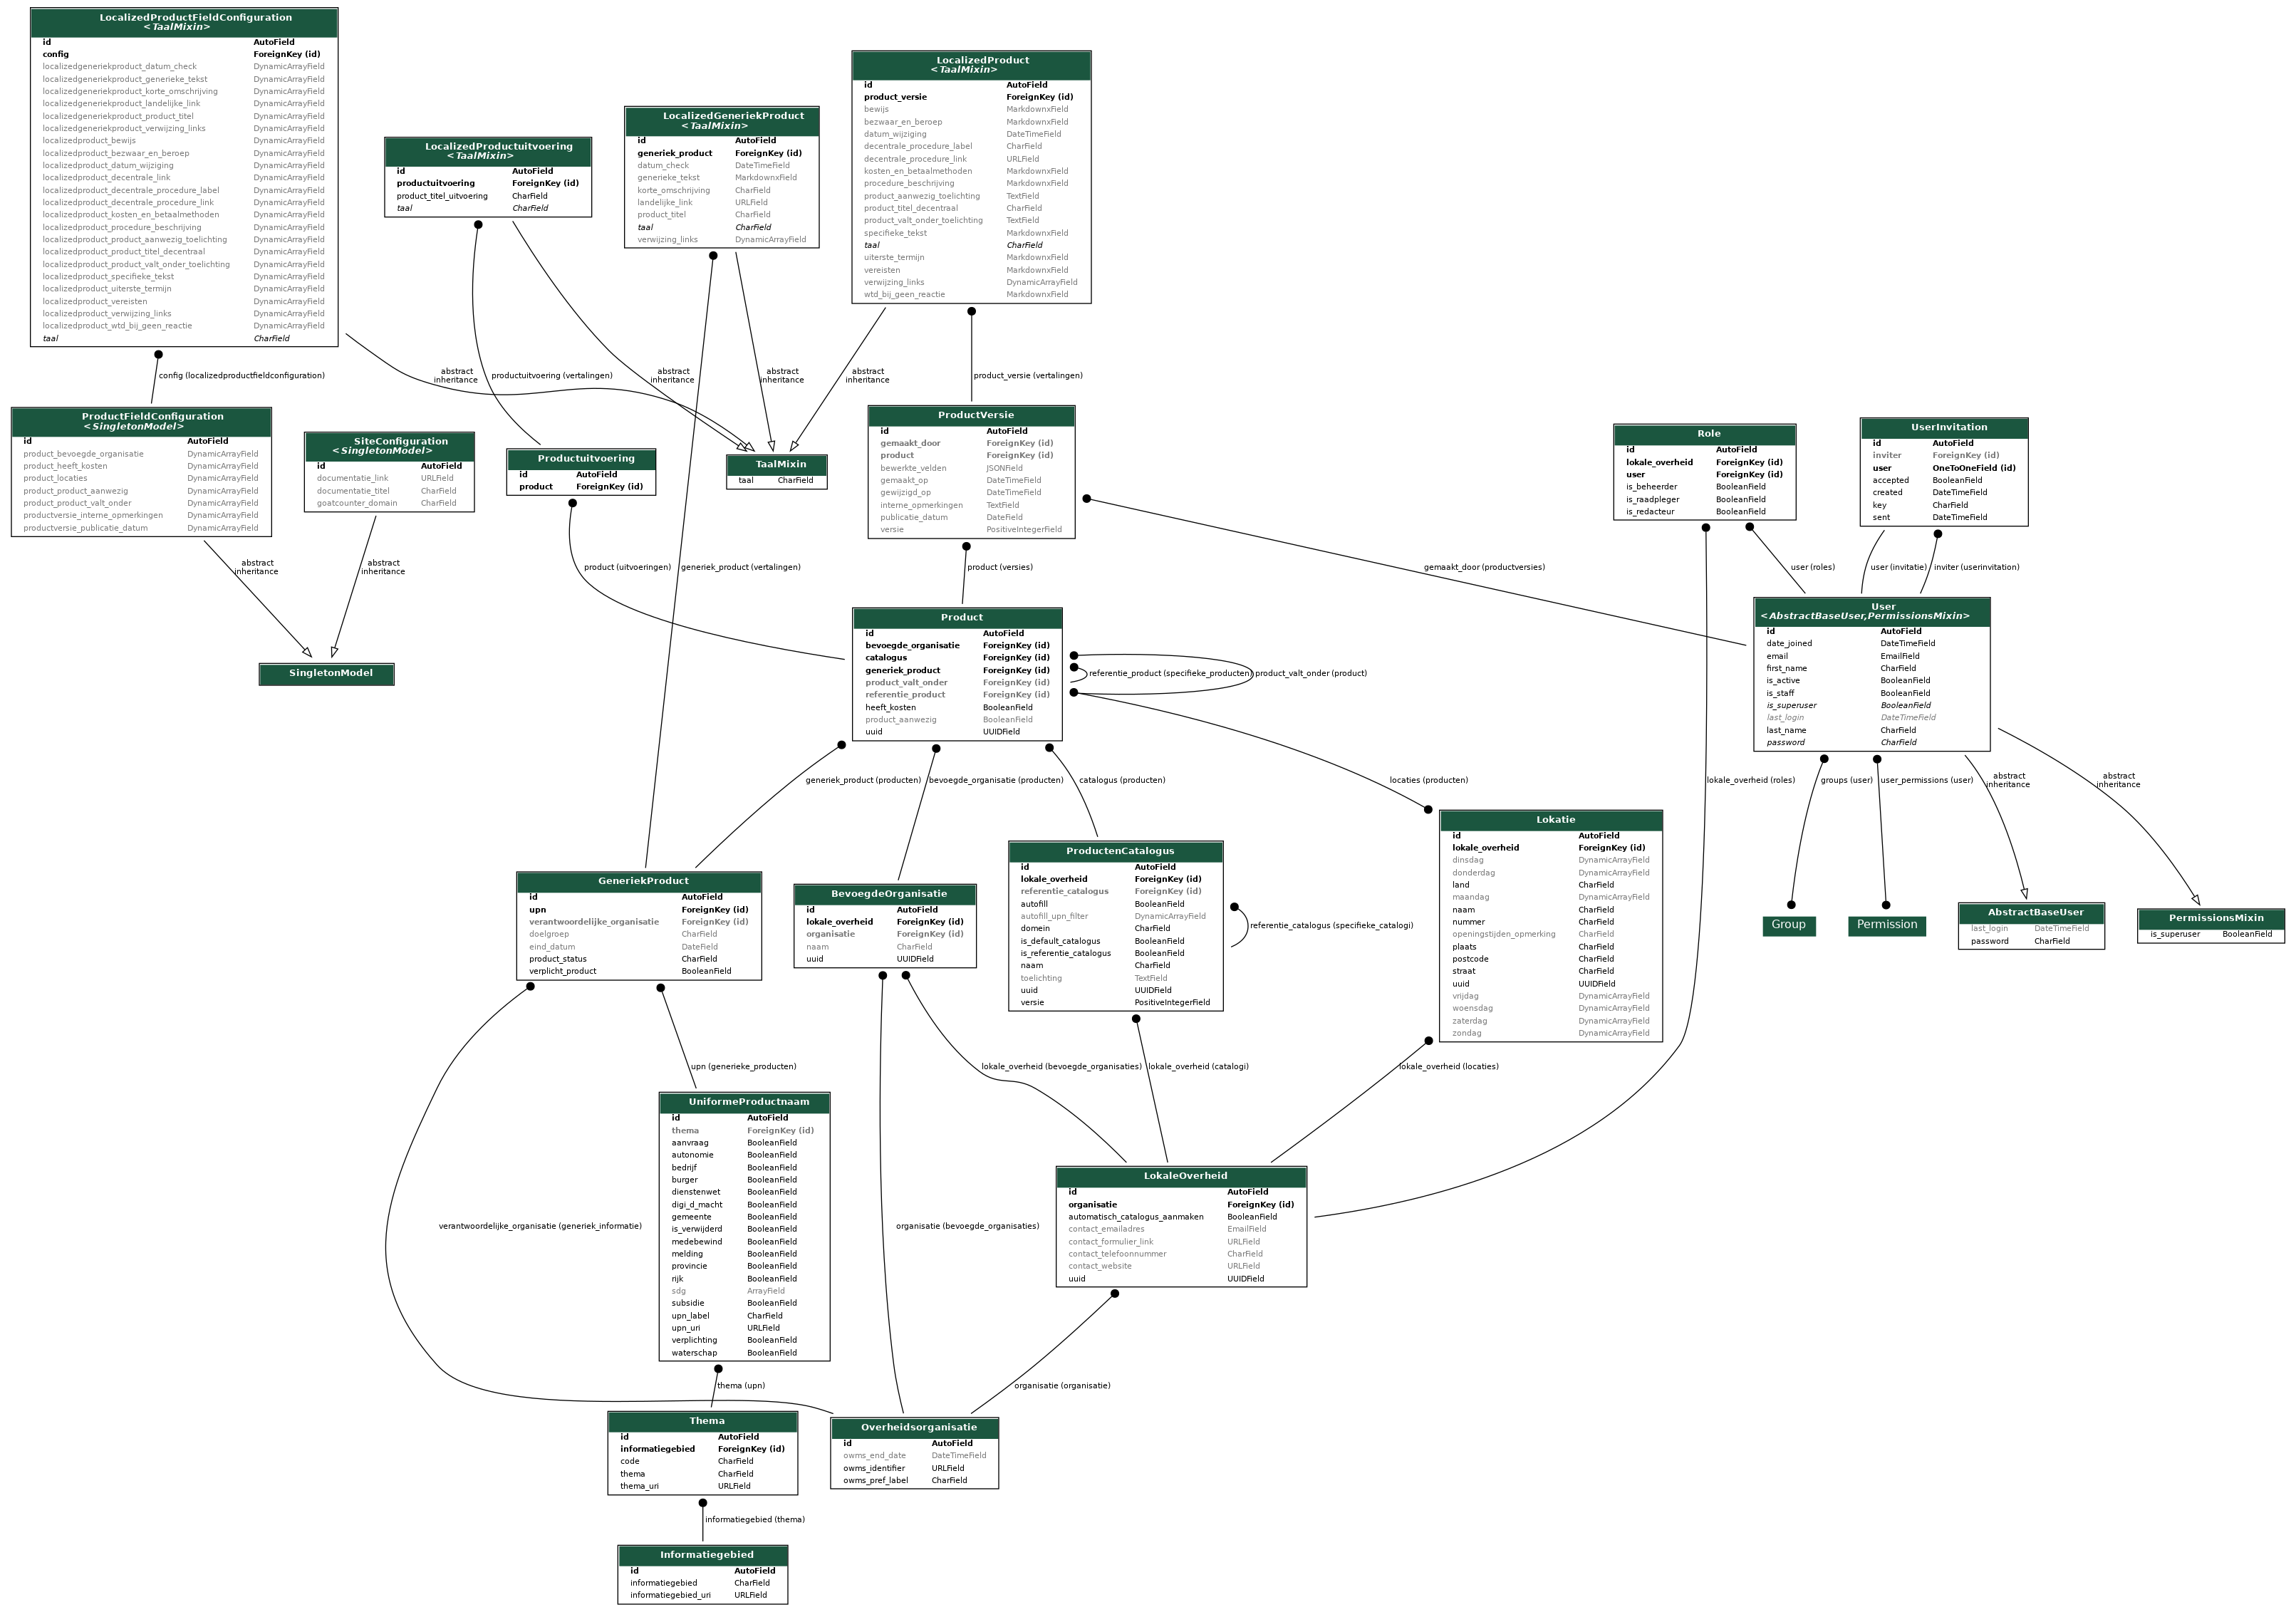 LocalizedProductFieldConfiguration
<TaalMixin>
id AutoField
config ForeignKey (id)
localizedgeneriekproduct_datum_check DynamicArrayField
localizedgeneriekproduct_generieke_tekst DynamicArrayField
localizedgeneriekproduct_korte_omschrijving DynamicArrayField
localizedgeneriekproduct_landelijke_link DynamicArrayField
localizedgeneriekproduct_product_titel DynamicArrayField
localizedgeneriekproduct_verwijzing_links DynamicArrayField
localizedproduct_bewijs DynamicArrayField
localizedproduct_bezwaar_en_beroep DynamicArrayField
localizedproduct_datum_wijziging DynamicArrayField
localizedproduct_decentrale_link DynamicArrayField
localizedproduct_decentrale_procedure_label DynamicArrayField
localizedproduct_decentrale_procedure_link DynamicArrayField
localizedproduct_kosten_en_betaalmethoden DynamicArrayField
localizedproduct_procedure_beschrijving DynamicArrayField
localizedproduct_product_aanwezig_toelichting DynamicArrayField
localizedproduct_product_titel_decentraal DynamicArrayField
localizedproduct_product_valt_onder_toelichting DynamicArrayField
localizedproduct_specifieke_tekst DynamicArrayField
localizedproduct_uiterste_termijn DynamicArrayField
localizedproduct_vereisten DynamicArrayField
localizedproduct_verwijzing_links DynamicArrayField
localizedproduct_wtd_bij_geen_reactie DynamicArrayField
taal CharField
LocalizedProductuitvoering
<TaalMixin>
id AutoField
productuitvoering ForeignKey (id)
product_titel_uitvoering CharField
taal CharField
LocalizedGeneriekProduct
<TaalMixin>
id AutoField
generiek_product ForeignKey (id)
datum_check DateTimeField
generieke_tekst MarkdownxField
korte_omschrijving CharField
landelijke_link URLField
product_titel CharField
taal CharField
verwijzing_links DynamicArrayField
LocalizedProduct
<TaalMixin>
id AutoField
product_versie ForeignKey (id)
bewijs MarkdownxField
bezwaar_en_beroep MarkdownxField
datum_wijziging DateTimeField
decentrale_procedure_label CharField
decentrale_procedure_link URLField
kosten_en_betaalmethoden MarkdownxField
procedure_beschrijving MarkdownxField
product_aanwezig_toelichting TextField
product_titel_decentraal CharField
product_valt_onder_toelichting TextField
specifieke_tekst MarkdownxField
taal CharField
uiterste_termijn MarkdownxField
vereisten MarkdownxField
verwijzing_links DynamicArrayField
wtd_bij_geen_reactie MarkdownxField
config (localizedproductfieldconfiguration)
abstract
inheritance
productuitvoering (vertalingen)
abstract
inheritance
abstract
inheritance
abstract
inheritance
product_versie (vertalingen)
ProductFieldConfiguration
<SingletonModel>
id AutoField
product_bevoegde_organisatie DynamicArrayField
product_heeft_kosten DynamicArrayField
product_locaties DynamicArrayField
product_product_aanwezig DynamicArrayField
product_product_valt_onder DynamicArrayField
productversie_interne_opmerkingen DynamicArrayField
productversie_publicatie_datum DynamicArrayField
SiteConfiguration
<SingletonModel>
id AutoField
documentatie_link URLField
documentatie_titel CharField
goatcounter_domain CharField
Productuitvoering
id AutoField
product ForeignKey (id)
TaalMixin
taal CharField
ProductVersie
id AutoField
gemaakt_door ForeignKey (id)
product ForeignKey (id)
bewerkte_velden JSONField
gemaakt_op DateTimeField
gewijzigd_op DateTimeField
interne_opmerkingen TextField
publicatie_datum DateField
versie PositiveIntegerField
Role
id AutoField
lokale_overheid ForeignKey (id)
user ForeignKey (id)
is_beheerder BooleanField
is_raadpleger BooleanField
is_redacteur BooleanField
UserInvitation
id AutoField
inviter ForeignKey (id)
user OneToOneField (id)
accepted BooleanField
created DateTimeField
key CharField
sent DateTimeField
abstract
inheritance
abstract
inheritance
product (uitvoeringen)
generiek_product (vertalingen)
product (versies)
gemaakt_door (productversies)
user (roles)
user (invitatie)
inviter (userinvitation)
SingletonModel
Product
id AutoField
bevoegde_organisatie ForeignKey (id)
catalogus ForeignKey (id)
generiek_product ForeignKey (id)
product_valt_onder ForeignKey (id)
referentie_product ForeignKey (id)
heeft_kosten BooleanField
product_aanwezig BooleanField
uuid UUIDField
referentie_product (specifieke_producten)
product_valt_onder (product)
User
<AbstractBaseUser,PermissionsMixin>
id AutoField
date_joined DateTimeField
email EmailField
first_name CharField
is_active BooleanField
is_staff BooleanField
is_superuser BooleanField
last_login DateTimeField
last_name CharField
password CharField
generiek_product (producten)
bevoegde_organisatie (producten)
catalogus (producten)
locaties (producten)
lokale_overheid (roles)
groups (user)
user_permissions (user)
abstract
inheritance
abstract
inheritance
GeneriekProduct
id AutoField
upn ForeignKey (id)
verantwoordelijke_organisatie ForeignKey (id)
doelgroep CharField
eind_datum DateField
product_status CharField
verplicht_product BooleanField
BevoegdeOrganisatie
id AutoField
lokale_overheid ForeignKey (id)
organisatie ForeignKey (id)
naam CharField
uuid UUIDField
ProductenCatalogus
id AutoField
lokale_overheid ForeignKey (id)
referentie_catalogus ForeignKey (id)
autofill BooleanField
autofill_upn_filter DynamicArrayField
domein CharField
is_default_catalogus BooleanField
is_referentie_catalogus BooleanField
naam CharField
toelichting TextField
uuid UUIDField
versie PositiveIntegerField
referentie_catalogus (specifieke_catalogi)
Lokatie
id AutoField
lokale_overheid ForeignKey (id)
dinsdag DynamicArrayField
donderdag DynamicArrayField
land CharField
maandag DynamicArrayField
naam CharField
nummer CharField
openingstijden_opmerking CharField
plaats CharField
postcode CharField
straat CharField
uuid UUIDField
vrijdag DynamicArrayField
woensdag DynamicArrayField
zaterdag DynamicArrayField
zondag DynamicArrayField
Group
Permission
AbstractBaseUser
last_login DateTimeField
password CharField
PermissionsMixin
is_superuser BooleanField
upn (generieke_producten)
lokale_overheid (bevoegde_organisaties)
lokale_overheid (catalogi)
lokale_overheid (locaties)
UniformeProductnaam
id AutoField
thema ForeignKey (id)
aanvraag BooleanField
autonomie BooleanField
bedrijf BooleanField
burger BooleanField
dienstenwet BooleanField
digi_d_macht BooleanField
gemeente BooleanField
is_verwijderd BooleanField
medebewind BooleanField
melding BooleanField
provincie BooleanField
rijk BooleanField
sdg ArrayField
subsidie BooleanField
upn_label CharField
upn_uri URLField
verplichting BooleanField
waterschap BooleanField
LokaleOverheid
id AutoField
organisatie ForeignKey (id)
automatisch_catalogus_aanmaken BooleanField
contact_emailadres EmailField
contact_formulier_link URLField
contact_telefoonnummer CharField
contact_website URLField
uuid UUIDField
verantwoordelijke_organisatie (generiek_informatie)
organisatie (bevoegde_organisaties)
thema (upn)
organisatie (organisatie)
Thema
id AutoField
informatiegebied ForeignKey (id)
code CharField
thema CharField
thema_uri URLField
Overheidsorganisatie
id AutoField
owms_end_date DateTimeField
owms_identifier URLField
owms_pref_label CharField
informatiegebied (thema)
Informatiegebied
id AutoField
informatiegebied CharField
informatiegebied_uri URLField